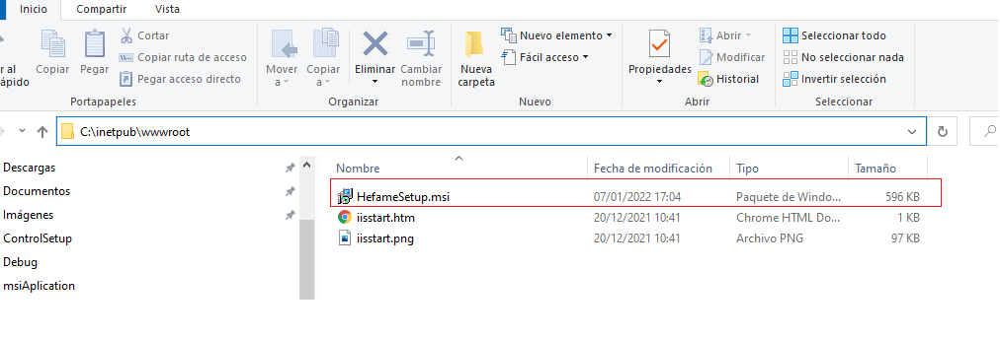 Inicio Compartir Vista
Cortar
Copiar ruta de acceso
Pegar acceso directo
Copiar Pegar
ar al
rápido
Mover a
Copiar a
Eliminar Cambiar nombre
Nueva carpeta
Nuevo elemento
Fácil acceso
Propiedades
Abrir
Modificar
Historial
Seleccionar todo
No seleccionar nada
Invertir selección
Portapapeles Organizar Nuevo Abrir Seleccionar
C:\inetpub\wwwroot
Descargas
Documentos
Imágenes
ControlSetup
Debug
msiAplication
Nombre Fecha de modificación Tipo Tamaño
HefameSetup.msi 07/01/2022 17:04 Paquete de Windo... 596 KB
iisstart.htm 20/12/2021 10:41 Chrome HTML Do... 1 KB
iisstart.png 20/12/2021 10:41 Archivo PNG 97 KB